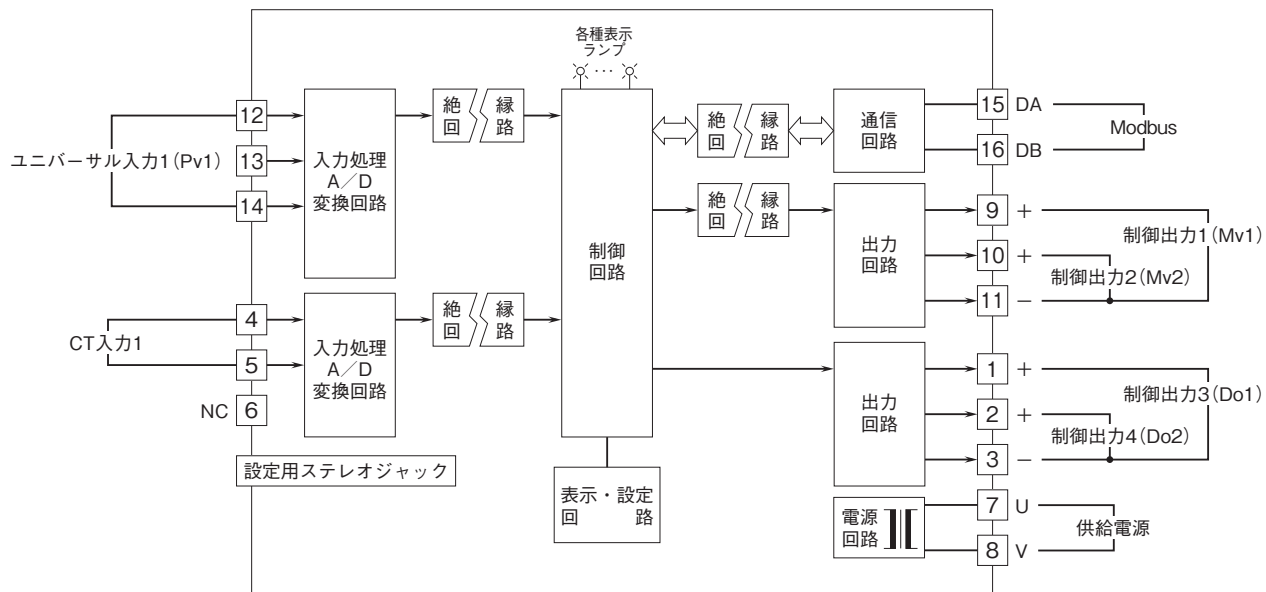 各種表示
ランプ
12
13
14
ユニバーサル入力1(Pv1)
入力処理
A/D
変換回路
絶縁
回路
制御
回路
絶縁
回路
通信
回路
15 DA
16 DB
Modbus
絶縁
回路
出力
回路
9 +
10 +
11 −
制御出力1(Mv1)
制御出力2(Mv2)
4
5
NC 6
CT入力1
入力処理
A/D
変換回路
絶縁
回路
出力
回路
1 +
2 +
3 −
制御出力3(Do1)
制御出力4(Do2)
設定用ステレオジャック
表示・設定
回路
電源
回路
7 U
8 V
供給電源